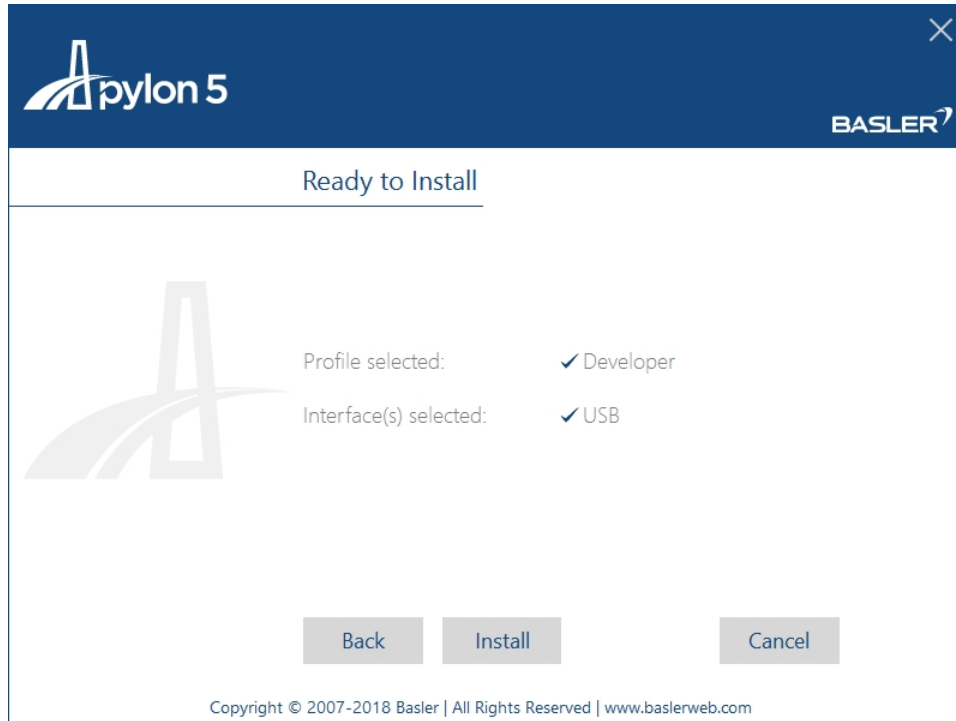 pylon 5
BASLER
Ready to Install
Profile selected: ✓ Developer
Interface(s) selected: ✓ USB
Back Install Cancel
Copyright © 2007-2018 Basler | All Rights Reserved | www.baslerweb.com